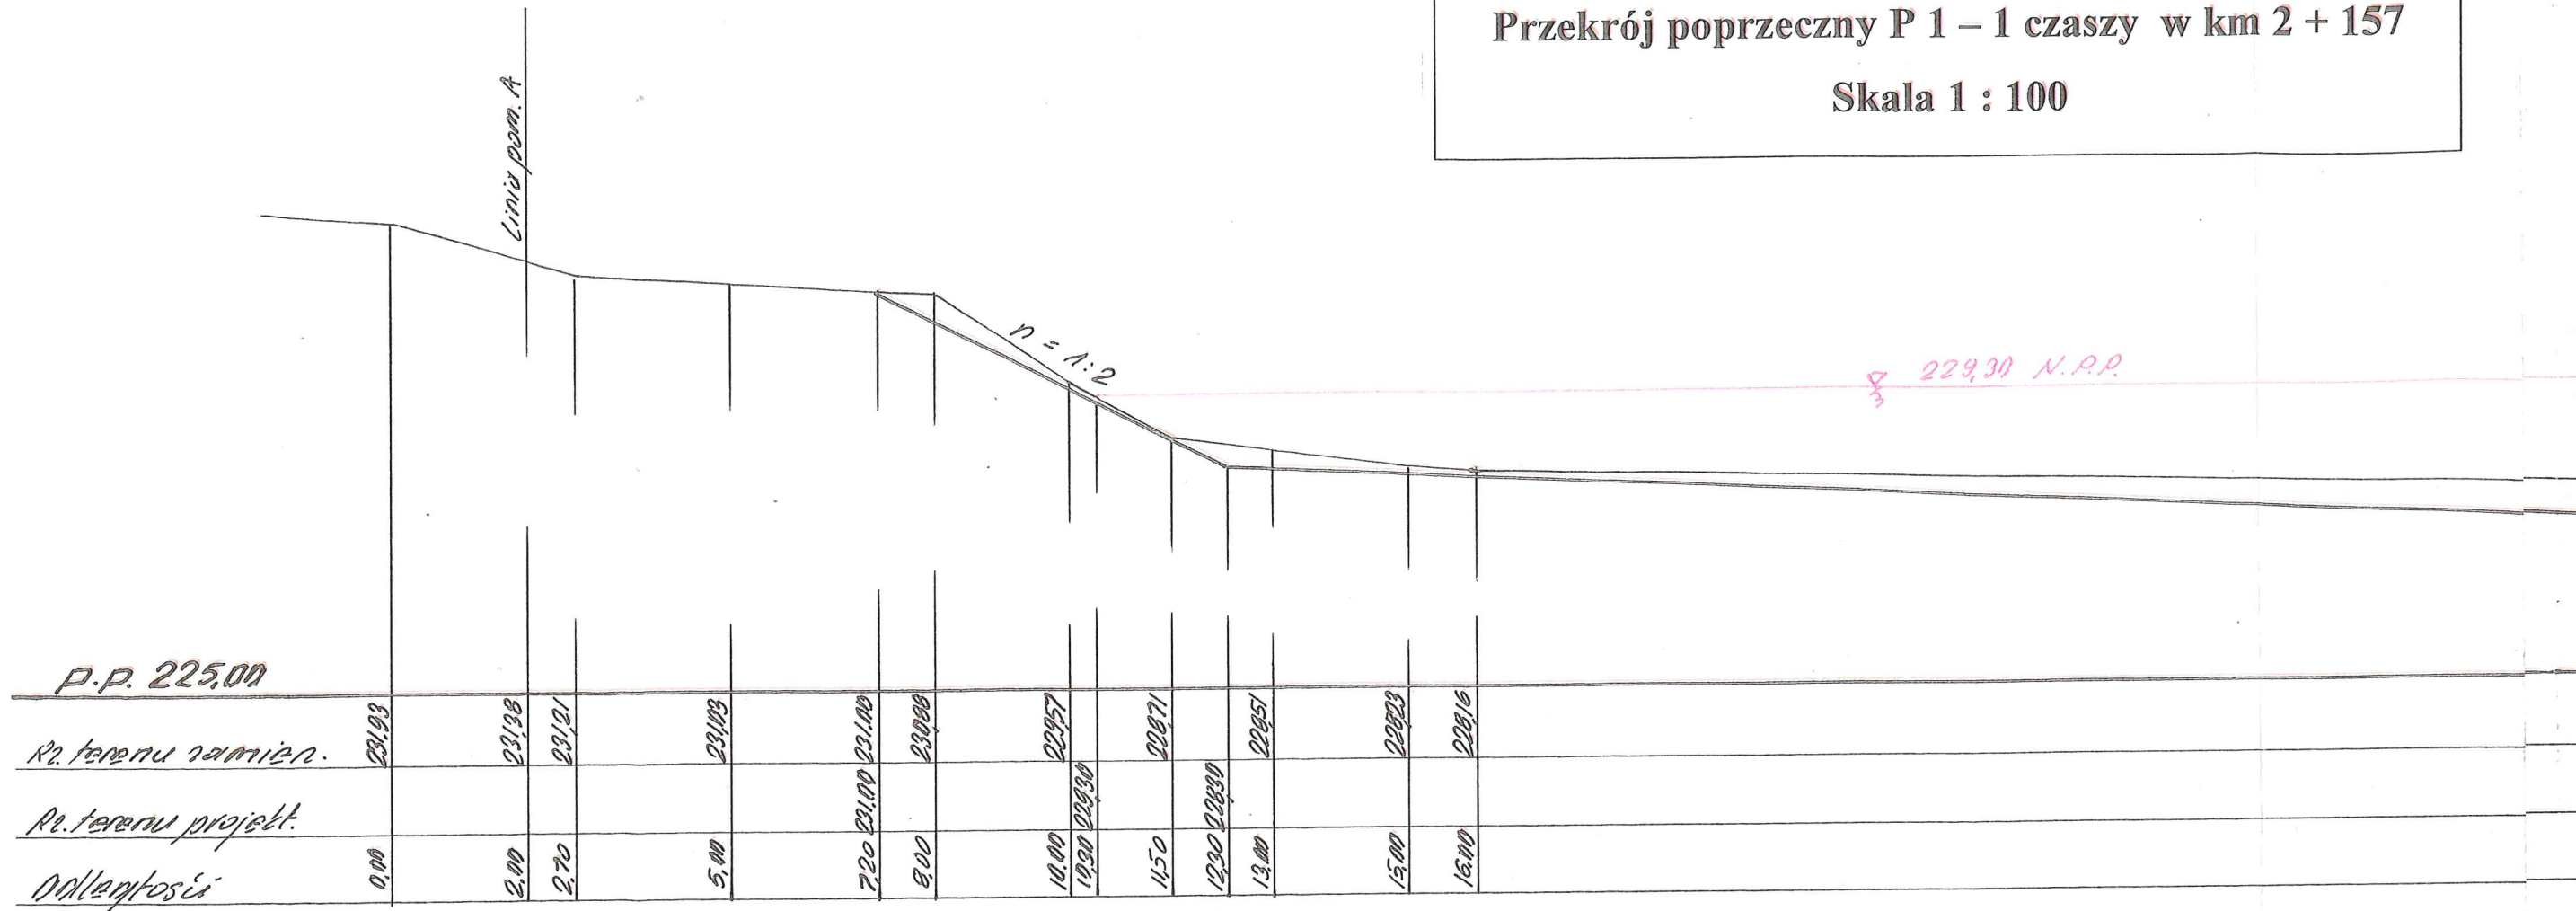 Przekrój poprzeczny P 1 – 1 czaszy w km 2 + 157
Skala 1 : 100
Linia pom. A
n = 1:2
229,30 N.P.P.
P.P. 225,00
Rz. terenu zamien. 231,93 231,38 231,21 231,03 231,00 230,98 229,57 228,71 228,51 228,23 228,16
Rz. terenu projekt. 231,00 229,30 228,30
Odległości 0,00 2,00 2,70 5,00 7,20 8,00 10,00 10,30 11,50 12,30 13,00 15,00 16,00